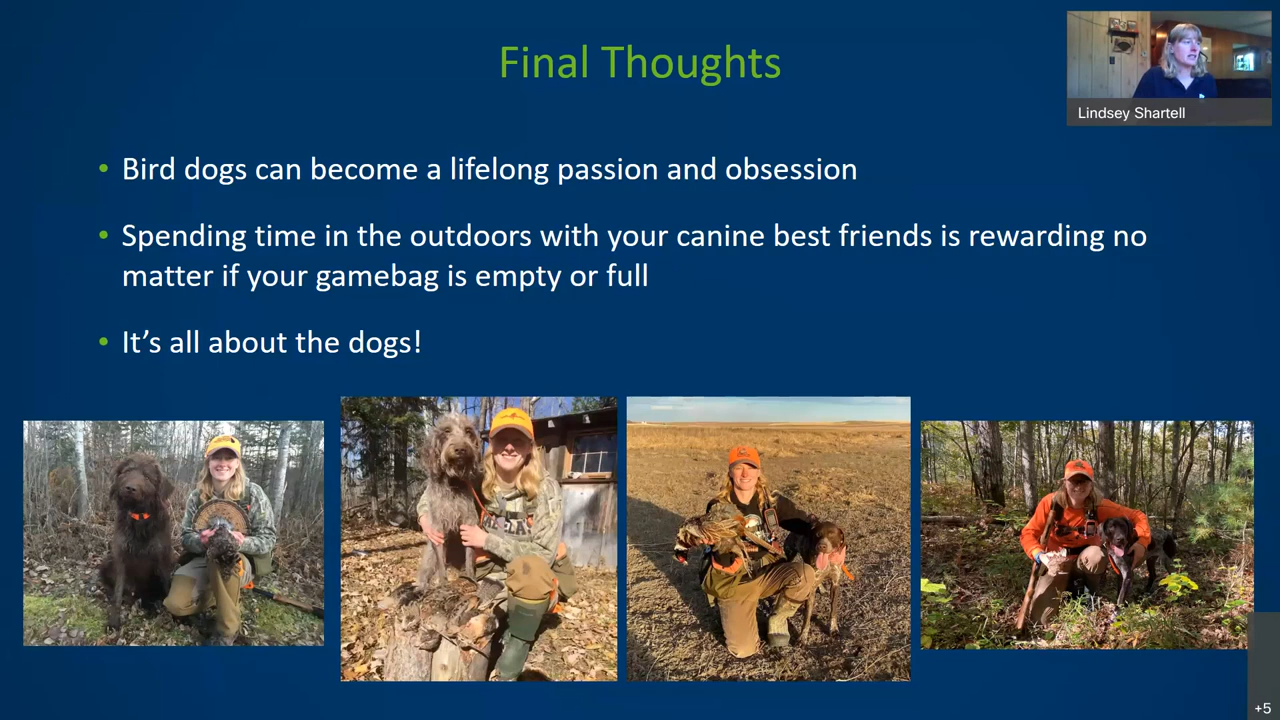 Final Thoughts
Lindsey Shartell
• Bird dogs can become a lifelong passion and obsession
• Spending time in the outdoors with your canine best friends is rewarding no
matter if your gamebag is empty or full
• It’s all about the dogs!
+5